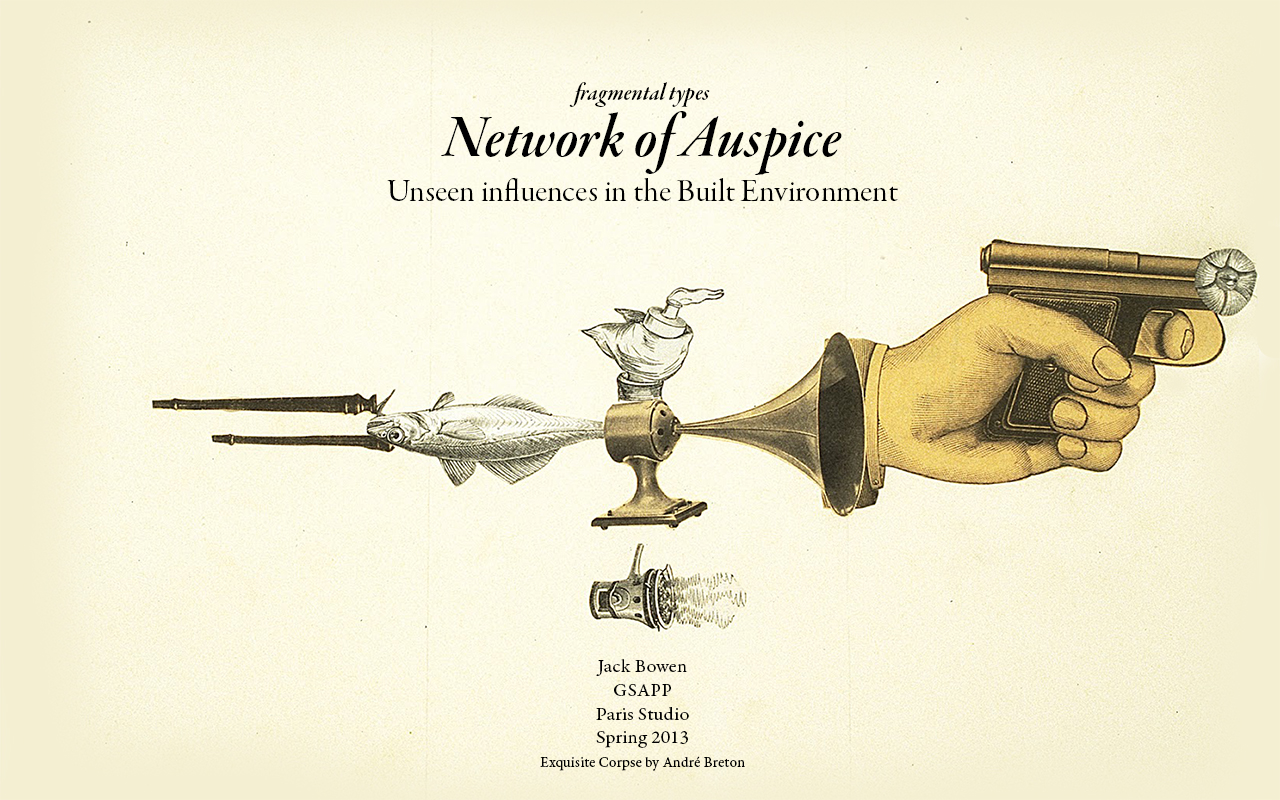 fragmental types
Network of Auspice
Unseen influences in the Built Environment
Jack Bowen
GSAPP
Paris Studio
Spring 2013
Exquisite Corpse by André Breton